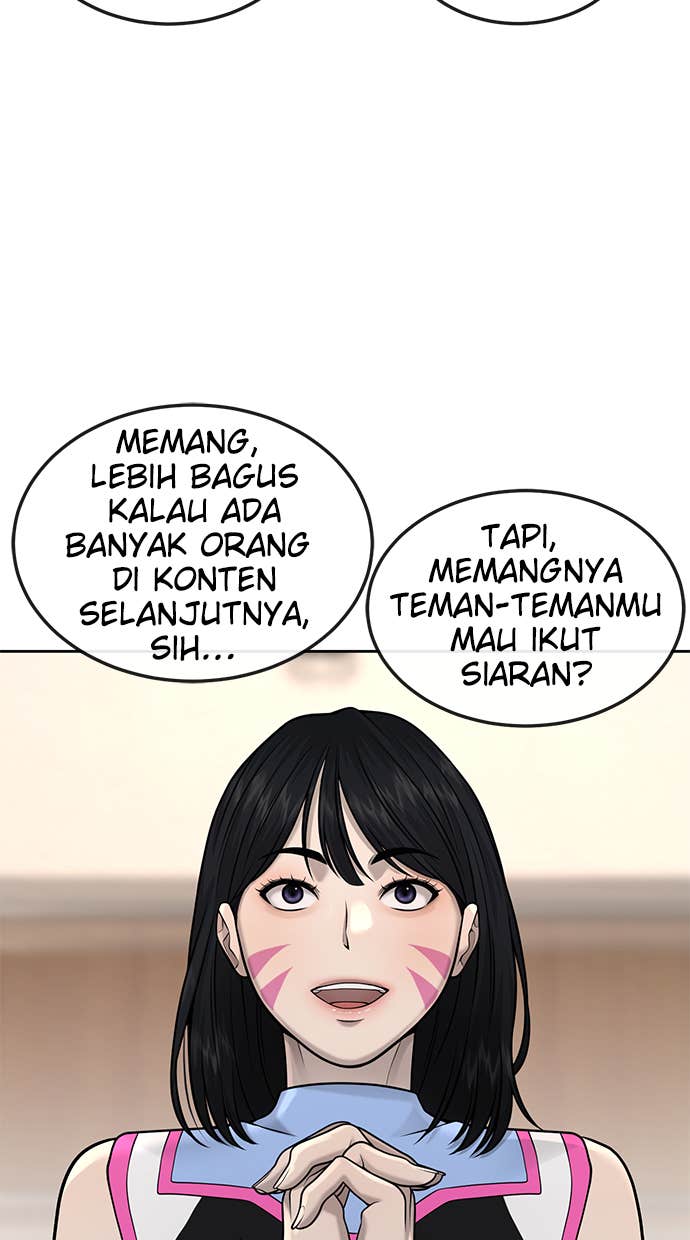 MEMANG,
LEBIH BAGUS
KALAU ADA
BANYAK ORANG
DI KONTEN
SELANJUTNYA,
SIH...
TAPI,
MEMANGNYA
TEMAN-TEMANMU
MAU IKUT
SIARAN?